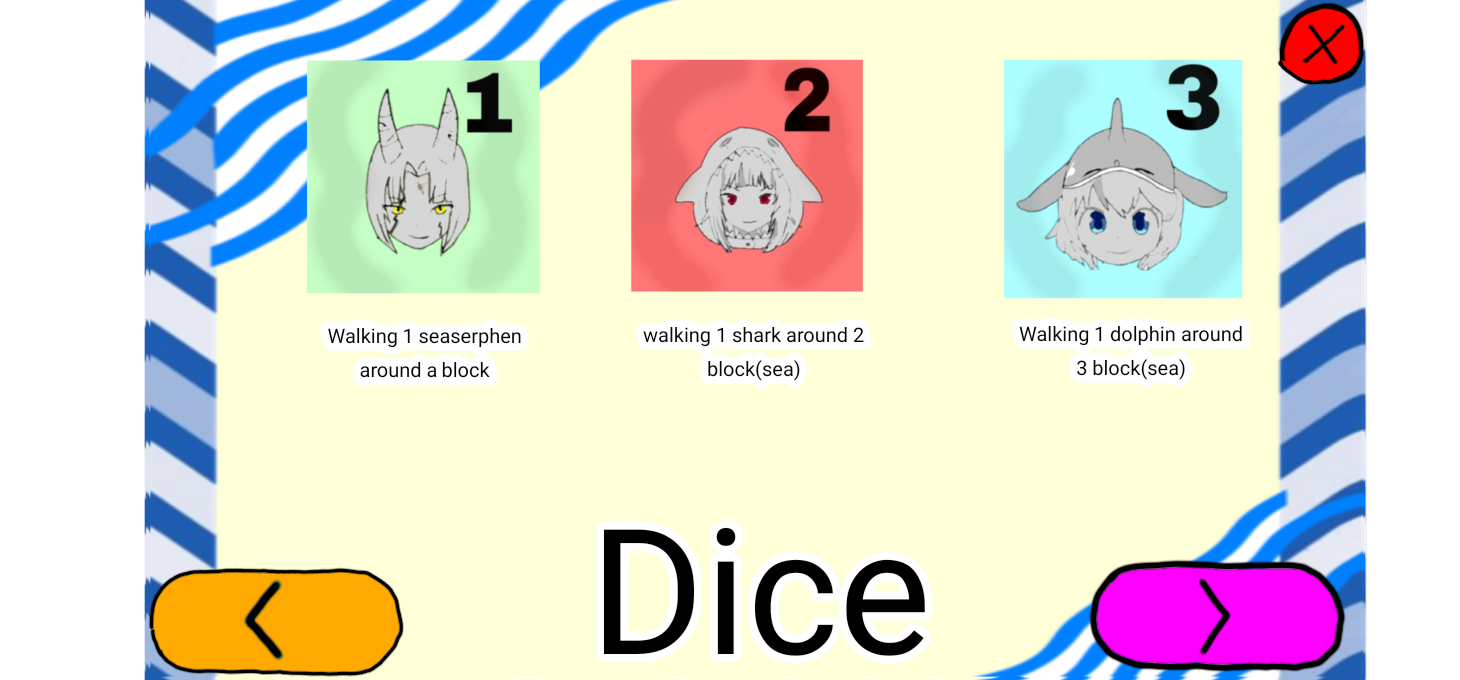 1
2
3
Walking 1 seaserphen
around a block
walking 1 shark around 2
block(sea)
Walking 1 dolphin around
3 block(sea)
Dice